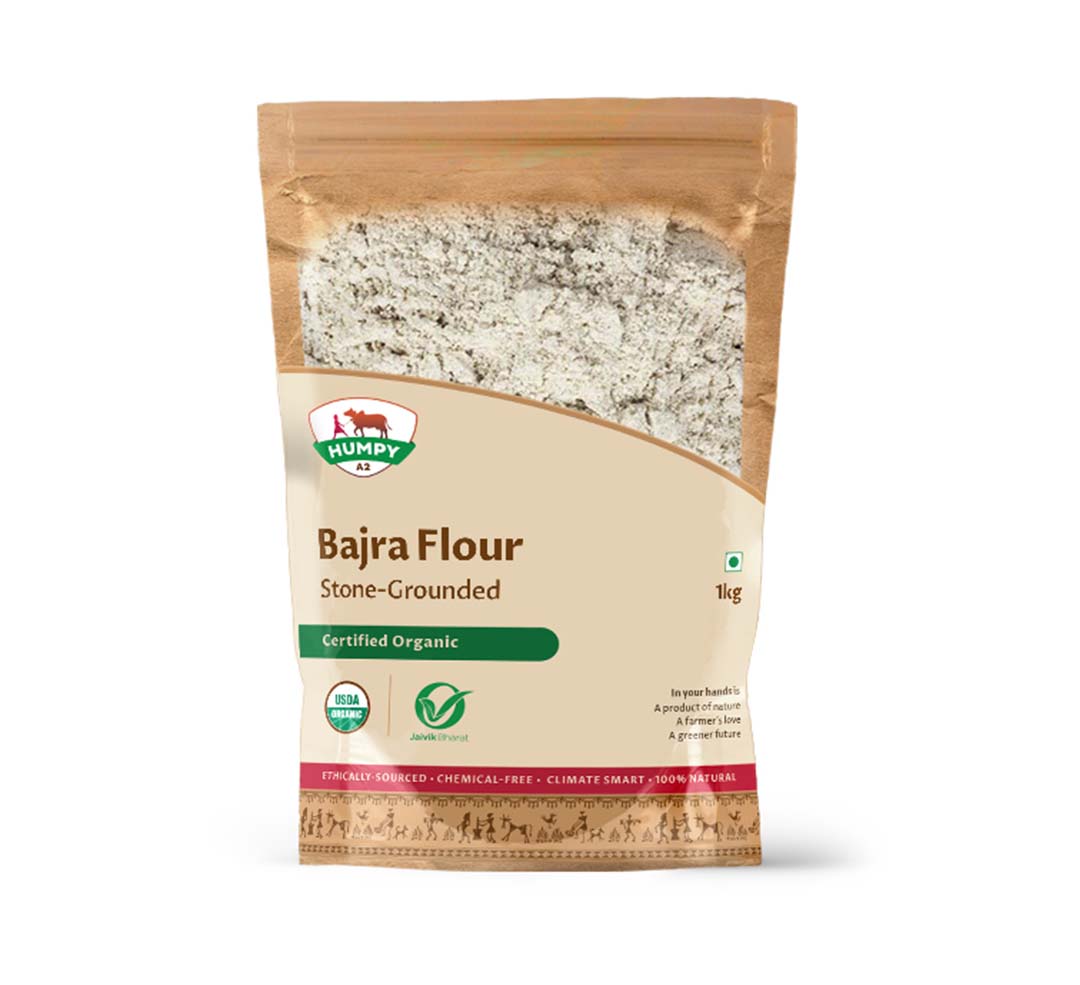 HUMPY
A2
Bajra Flour
Stone-Grounded
1kg
Certified Organic
USDA
ORGANIC
Jaivik Bharat
In your hands is
A product of nature
A farmer's love
A greener future
ETHICALLY-SOURCED • CHEMICAL-FREE • CLIMATE SMART • 100% NATURAL